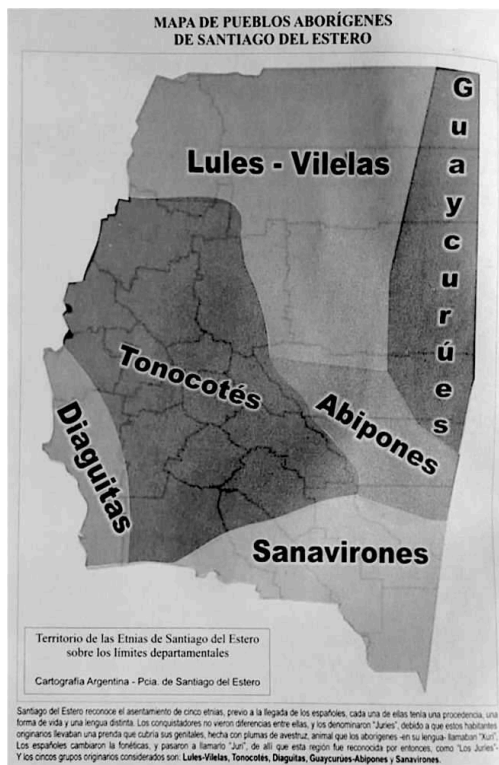 MAPA DE PUEBLOS ABORÍGENES
DE SANTIAGO DEL ESTERO
Guaycurúes
Lules - Vilelas
Tonocotés
Abipones
Diaguitas
Sanavirones
Territorio de las Etnias de Santiago del Estero
sobre los límites departamentales
Cartografía Argentina - Pcia. de Santiago del Estero
Santiago del Estero reconoce el asentamiento de cinco etnias, previo a la llegada de los españoles, cada una de ellas tenía una procedencia, una
forma de vida y una lengua distinta. Los conquistadores no vieron diferencias entre ellas, y los denominaron "Juries", debido a que estos habitantes
originarios llevaban una prenda que cubría sus genitales, hecha con plumas de avestruz, animal que los aborígenes -en su lengua- llamaban "Xuri".
Los españoles cambiaron la fonéticas, y pasaron a llamarlo "Juri", de allí que esta región fue reconocida por entonces, como "Los Juries".
Y los cincos grupos originarios considerados son: Lules-Vilelas, Tonocotés, Diaguitas, Guaycurúes-Abipones y Sanavirones.